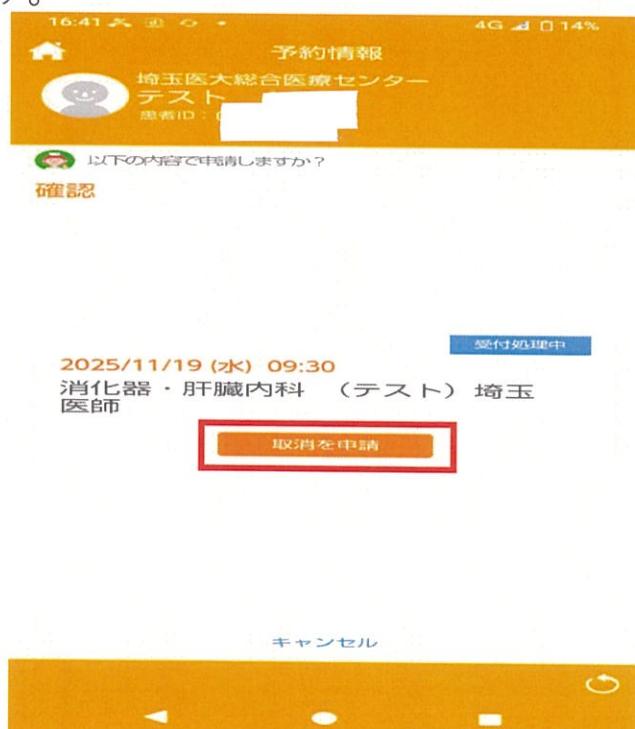 す。
16:41
4G 14%
予約情報
埼玉医大総合医療センター
テスト
患者ID：
以下の内容で申請しますか？
確認
受付処理中
2025/11/19 (水) 09:30
消化器・肝臓内科 （テスト）埼玉
医師
取消を申請
キャンセル